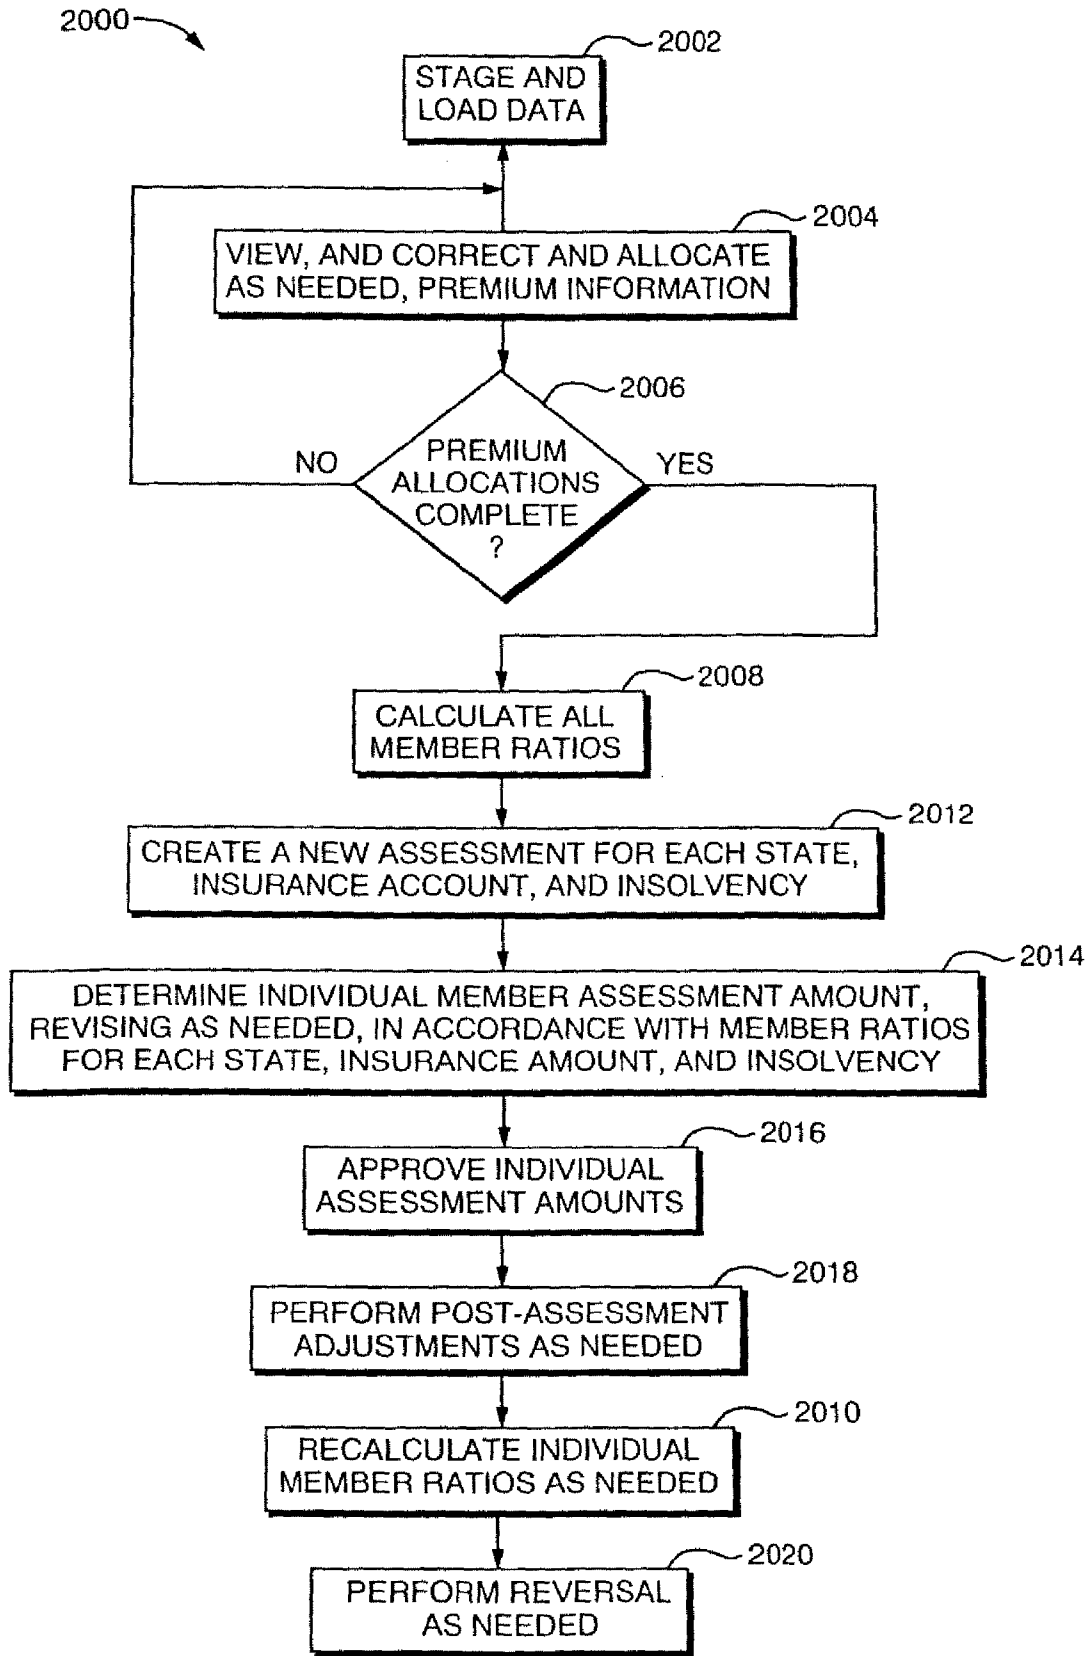 2000
2002
STAGE AND
LOAD DATA
2004
VIEW, AND CORRECT AND ALLOCATE
AS NEEDED, PREMIUM INFORMATION
2006
PREMIUM
ALLOCATIONS
COMPLETE
?
NO
YES
2008
CALCULATE ALL
MEMBER RATIOS
2012
CREATE A NEW ASSESSMENT FOR EACH STATE,
INSURANCE ACCOUNT, AND INSOLVENCY
2014
DETERMINE INDIVIDUAL MEMBER ASSESSMENT AMOUNT,
REVISING AS NEEDED, IN ACCORDANCE WITH MEMBER RATIOS
FOR EACH STATE, INSURANCE AMOUNT, AND INSOLVENCY
2016
APPROVE INDIVIDUAL
ASSESSMENT AMOUNTS
2018
PERFORM POST-ASSESSMENT
ADJUSTMENTS AS NEEDED
2010
RECALCULATE INDIVIDUAL
MEMBER RATIOS AS NEEDED
2020
PERFORM REVERSAL
AS NEEDED